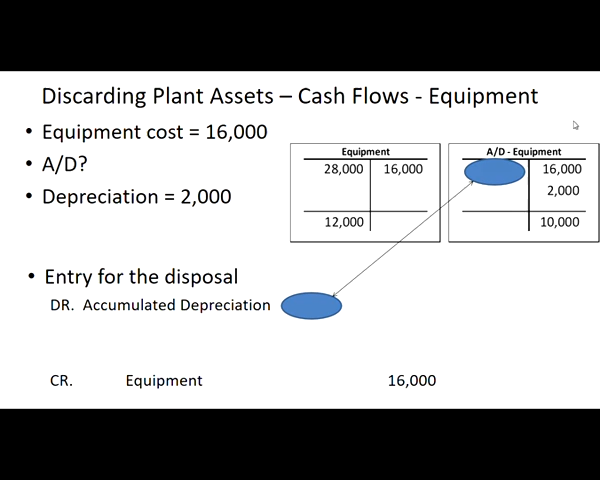 Discarding Plant Assets – Cash Flows - Equipment
• Equipment cost = 16,000
• A/D?
• Depreciation = 2,000
Equipment
28,000 16,000
12,000
A/D - Equipment
16,000
2,000
10,000
• Entry for the disposal
DR. Accumulated Depreciation
CR. Equipment 16,000